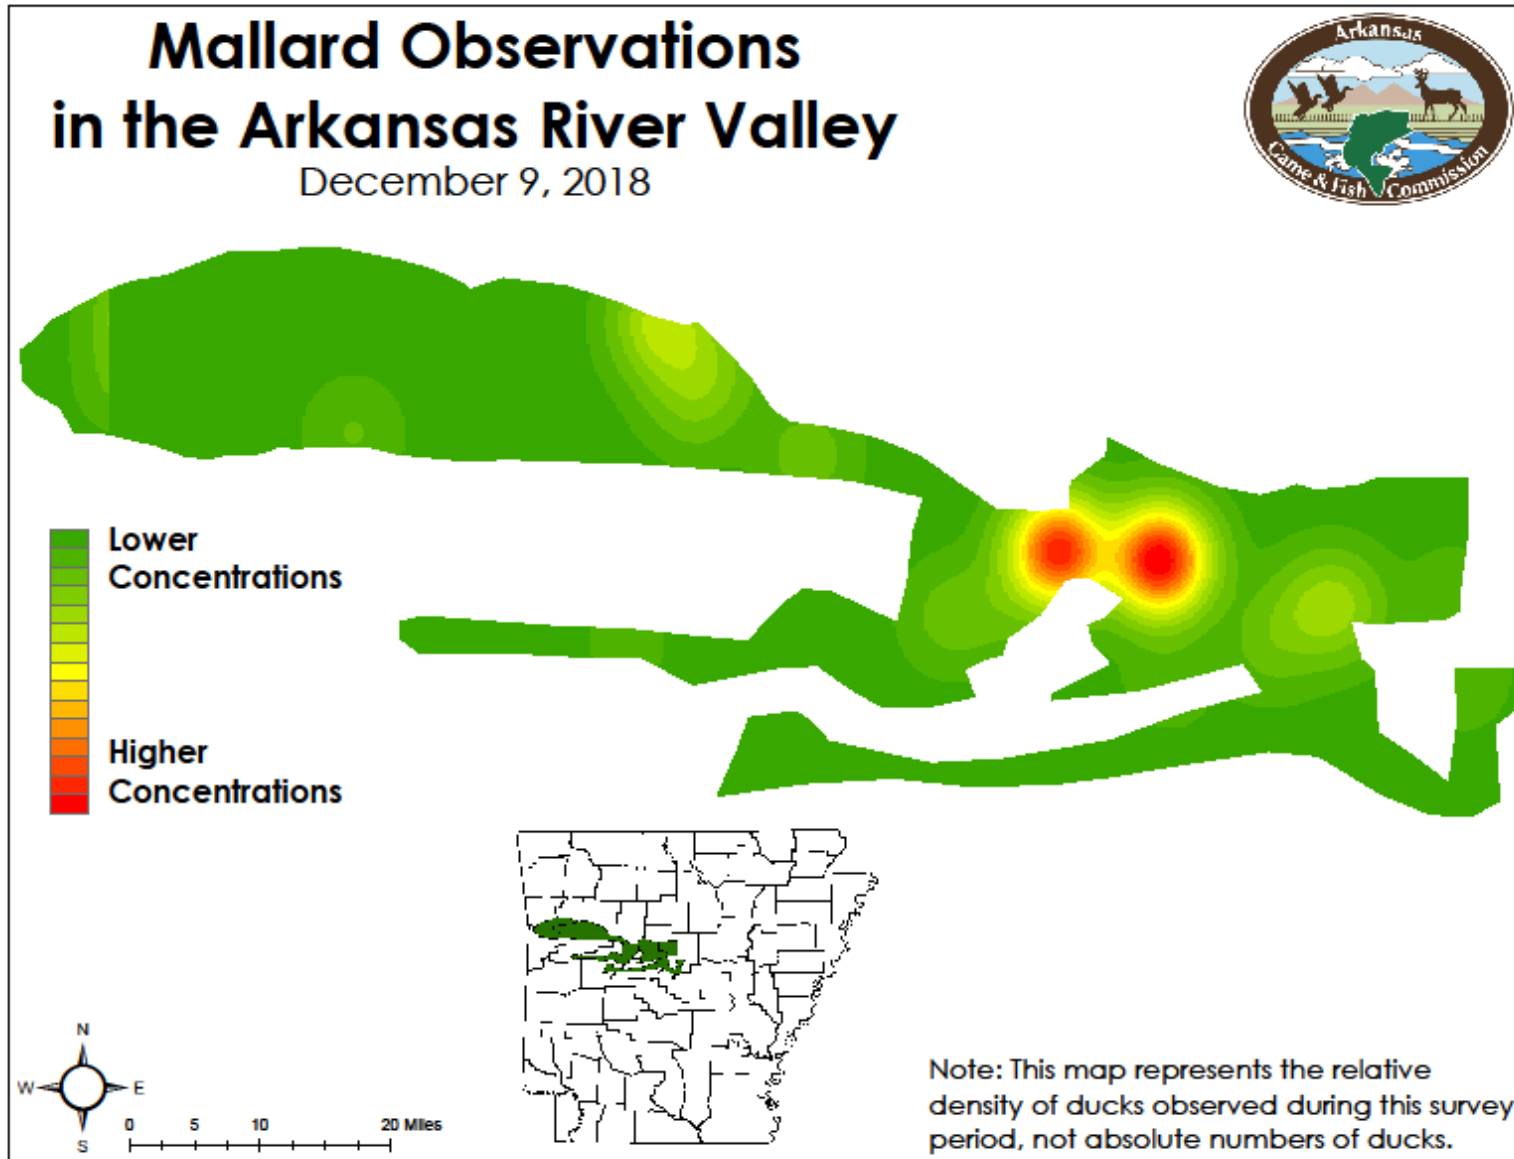 Mallard Observations
in the Arkansas River Valley
December 9, 2018
Arkansas
Game & Fish Commission
Lower
Concentrations
Higher
Concentrations
N
W E
S
0 5 10 20 Miles
Note: This map represents the relative
density of ducks observed during this survey
period, not absolute numbers of ducks.